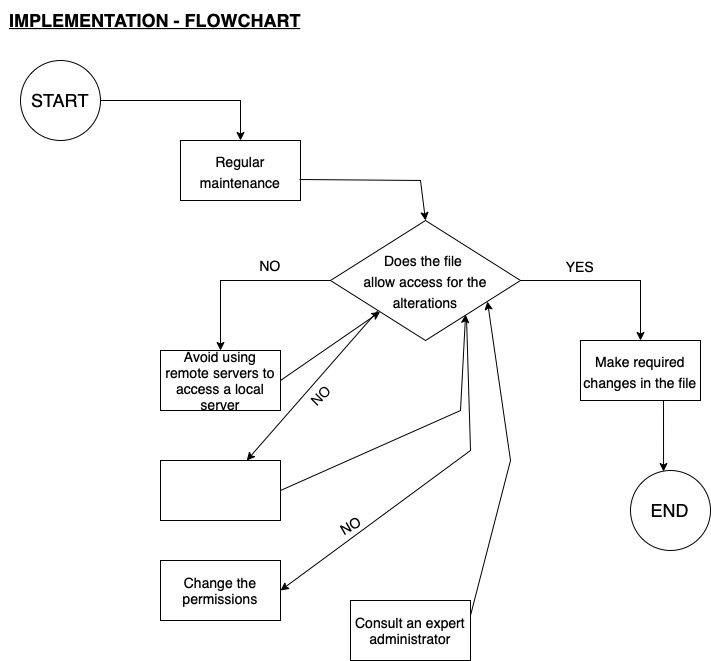 IMPLEMENTATION - FLOWCHART
START
Regular
maintenance
Does the file
allow access for the
alterations
NO
YES
Avoid using
remote servers to
access a local
server
Make required
changes in the file
NO
END
NO
Change the
permissions
Consult an expert
administrator